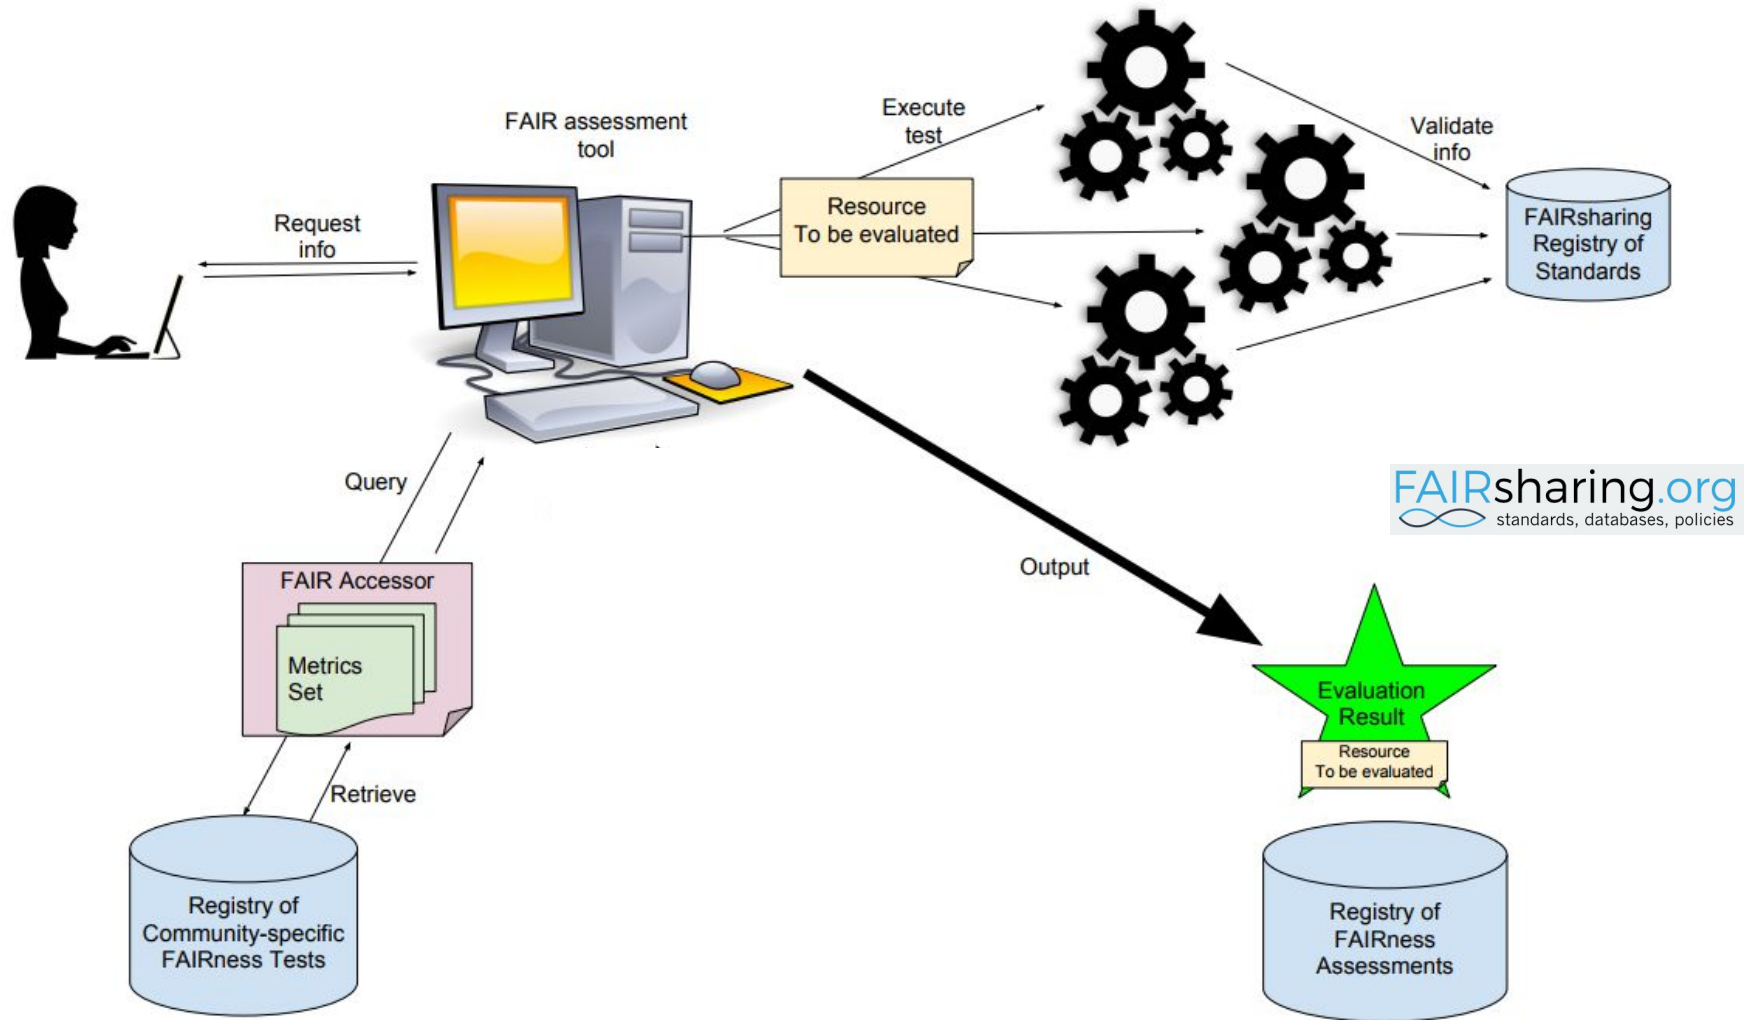 FAIR assessment
tool
Request
info
Execute
test
Resource
To be evaluated
Validate
info
FAIRsharing
Registry of
Standards
Query
FAIR Accessor
Metrics
Set
Retrieve
Registry of
Community-specific
FAIRness Tests
Output
FAIRsharing.org
standards, databases, policies
Evaluation
Result
Resource
To be evaluated
Registry of
FAIRness
Assessments